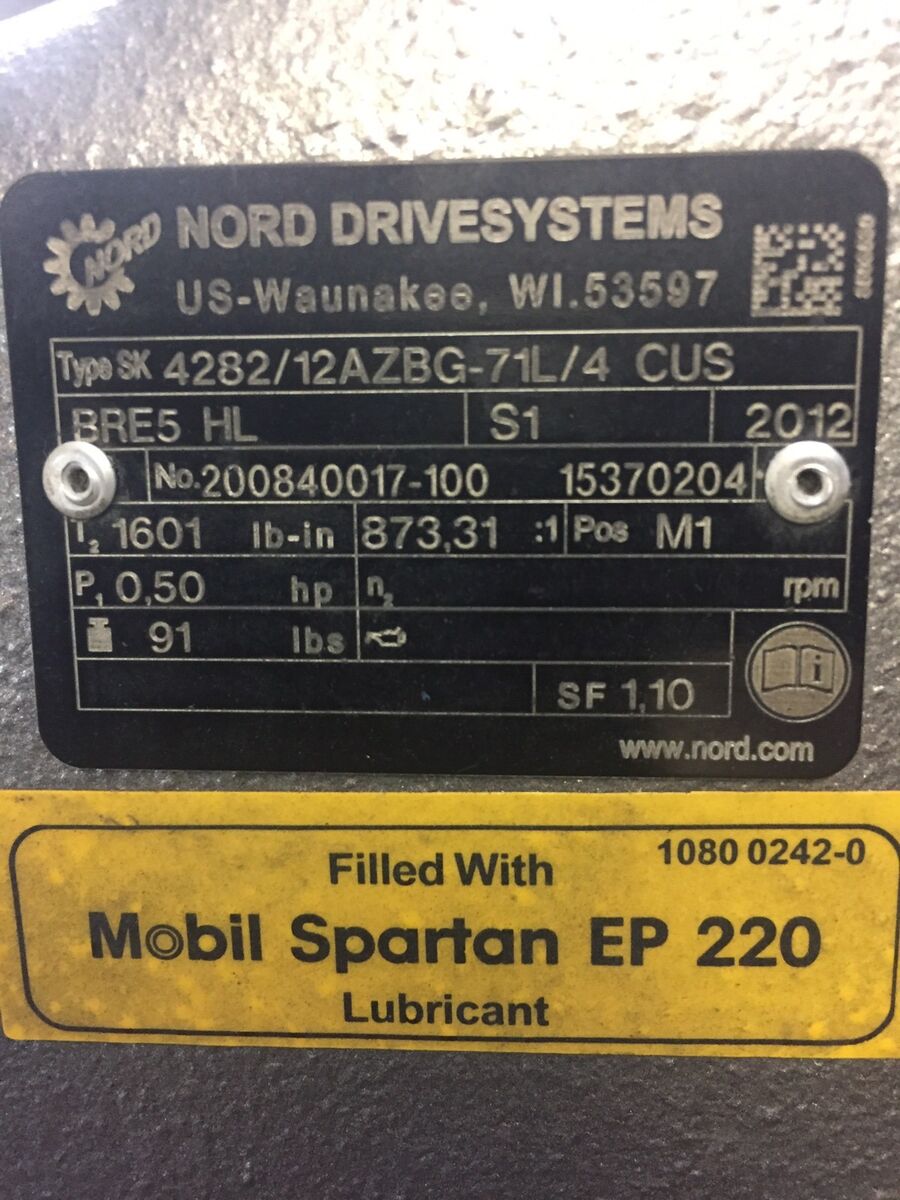 NORD
NORD DRIVESYSTEMS
US-Waunakee, WI.53597
Type SK 4282/12AZBG-71L/4 CUS
BRE5 HL S1 2012
No. 200840017-100 15370204
T2 1601 lb-in 873,31 :1 Pos M1
P1 0,50 hp n2 rpm
91 lbs
SF 1,10
i
www.nord.com
1080 0242-0
Filled With
Mobil Spartan EP 220
Lubricant